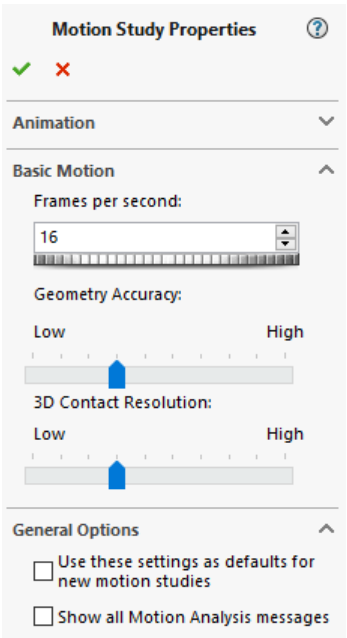 Motion Study Properties ?
Animation
Basic Motion
Frames per second:
16
Geometry Accuracy:
Low High
3D Contact Resolution:
Low High
General Options
Use these settings as defaults for
new motion studies
Show all Motion Analysis messages